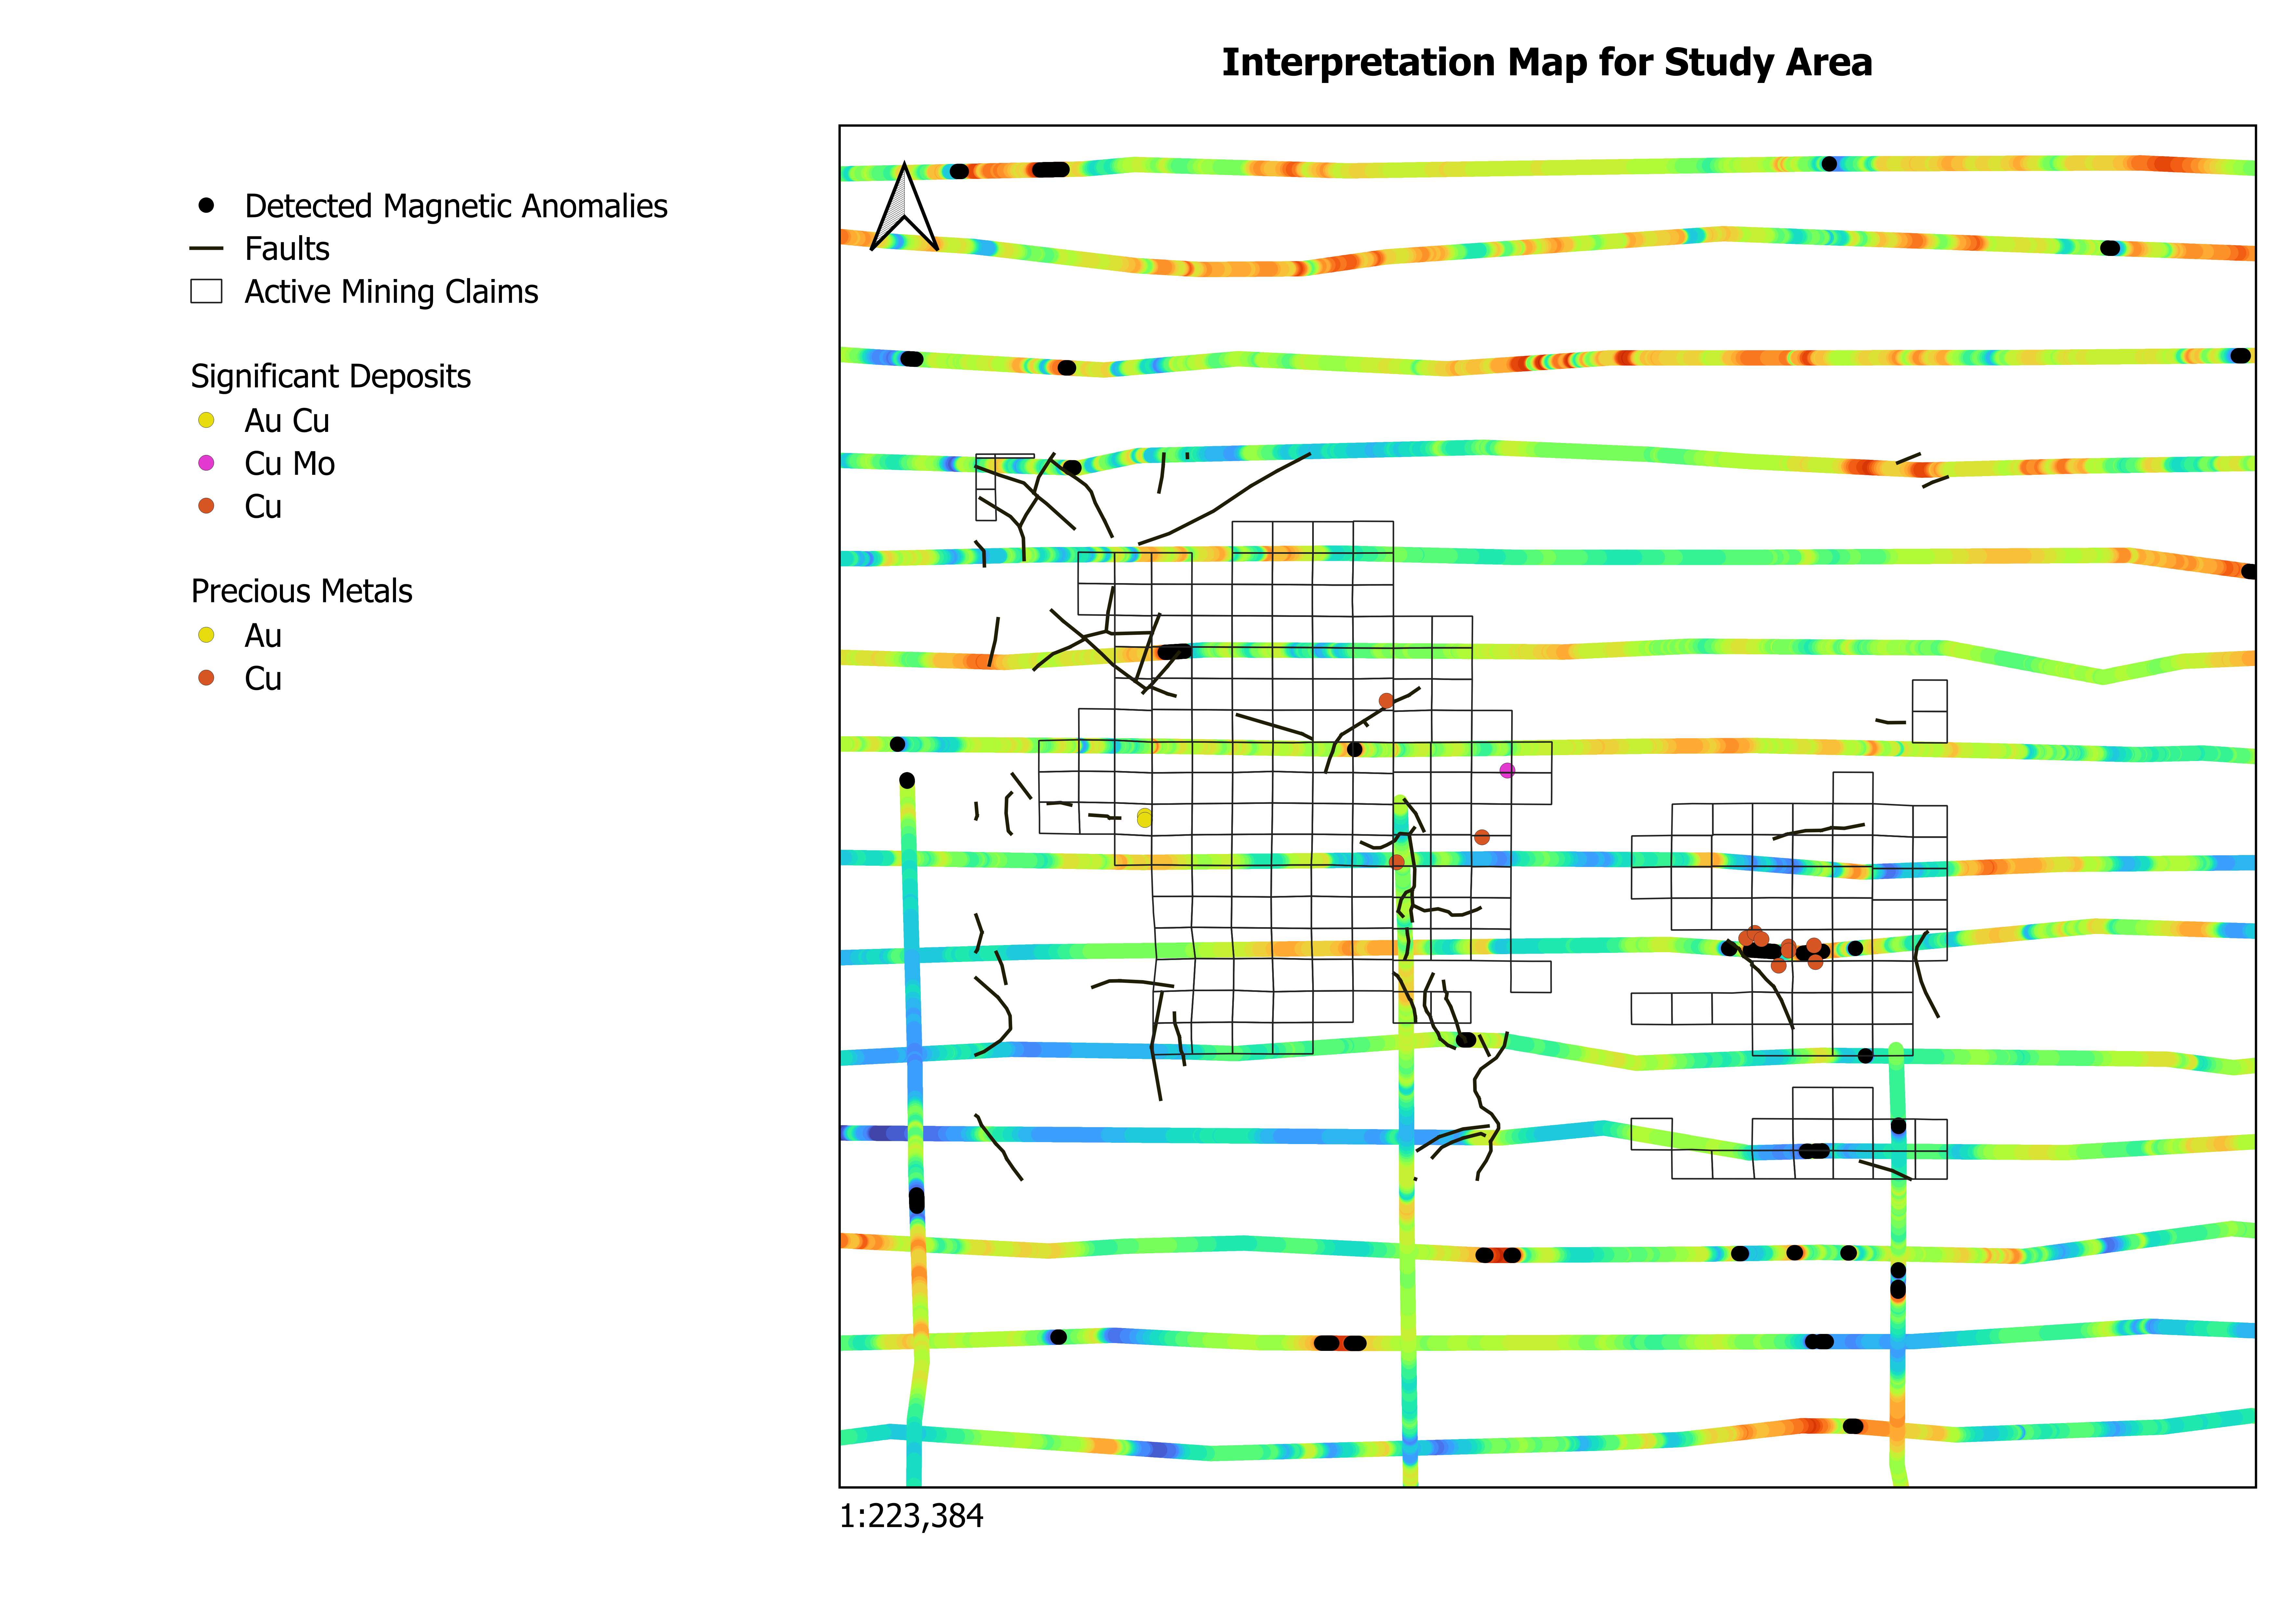 Interpretation Map for Study Area
Detected Magnetic Anomalies
Faults
Active Mining Claims
Significant Deposits
Au Cu
Cu Mo
Cu
Precious Metals
Au
Cu
1:223,384